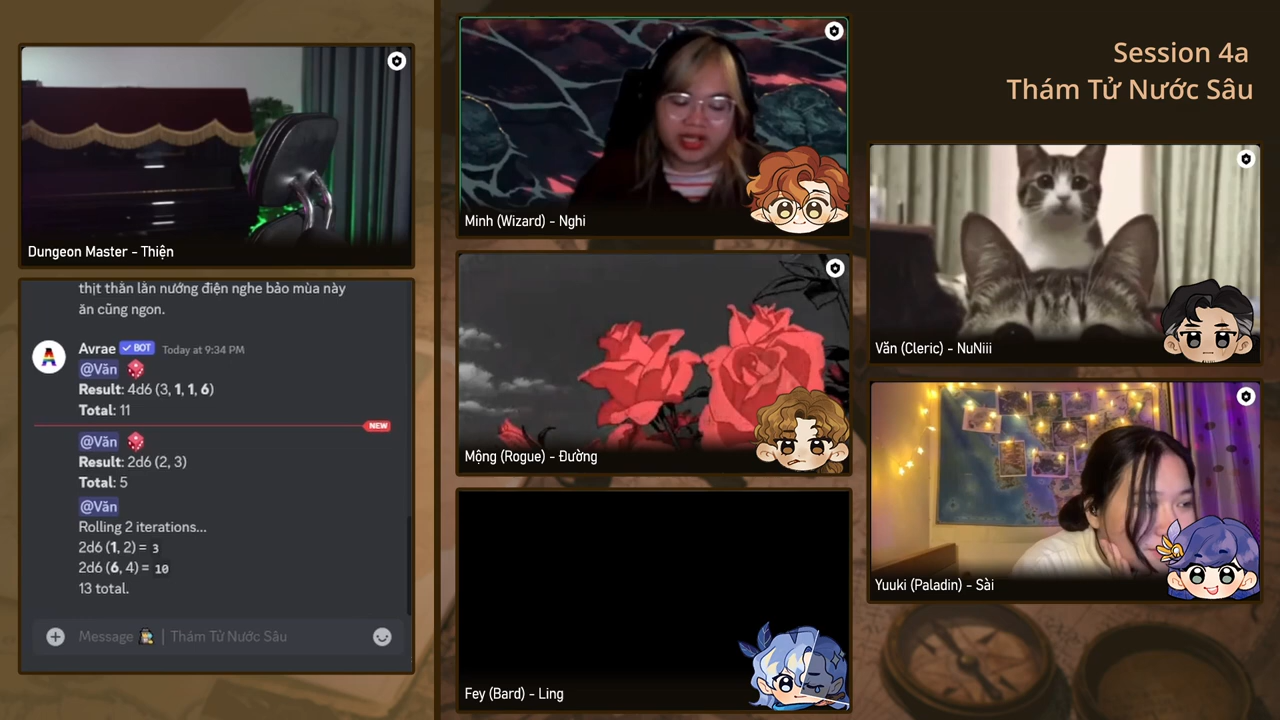 Dungeon Master - Thiện
thịt thăn lăn nướng điện nghe bảo mùa này
ăn cũng ngon.
A Avrae ✓ BOT Today at 9:34 PM
@Văn
Result: 4d6 (3, 1, 1, 6)
Total: 11
NEW
@Văn
Result: 2d6 (2, 3)
Total: 5
@Văn
Rolling 2 iterations...
2d6 (1, 2) = 3
2d6 (6, 4) = 10
13 total.
Message | Thám Tử Nước Sâu
Minh (Wizard) - Nghi
Mộng (Rogue) - Đường
Fey (Bard) - Ling
Session 4a
Thám Tử Nước Sâu
Văn (Cleric) - NuNiii
Yuuki (Paladin) - Sài